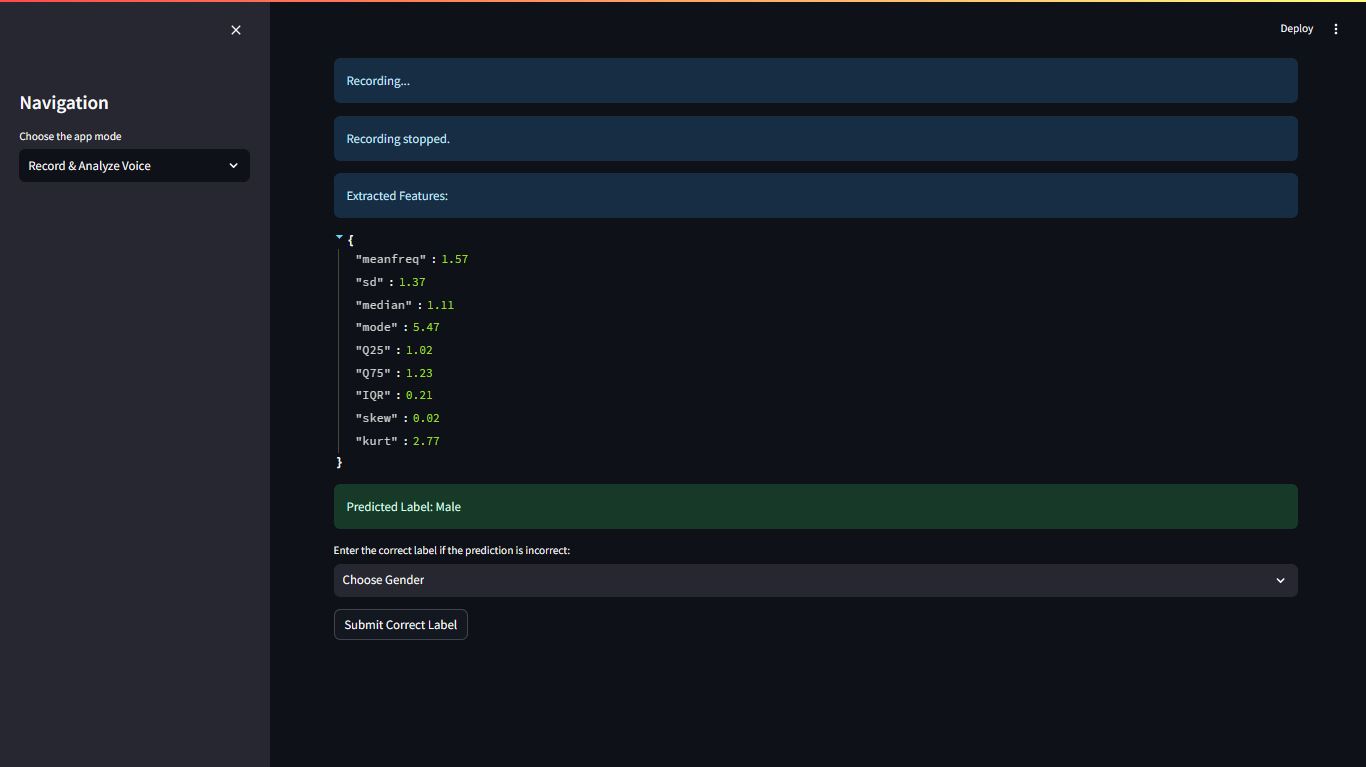 Deploy
Navigation
Choose the app mode
Record & Analyze Voice
Recording...
Recording stopped.
Extracted Features:
{
"meanfreq" : 1.57
"sd" : 1.37
"median" : 1.11
"mode" : 5.47
"Q25" : 1.02
"Q75" : 1.23
"IQR" : 0.21
"skew" : 0.02
"kurt" : 2.77
}
Predicted Label: Male
Enter the correct label if the prediction is incorrect:
Choose Gender
Submit Correct Label